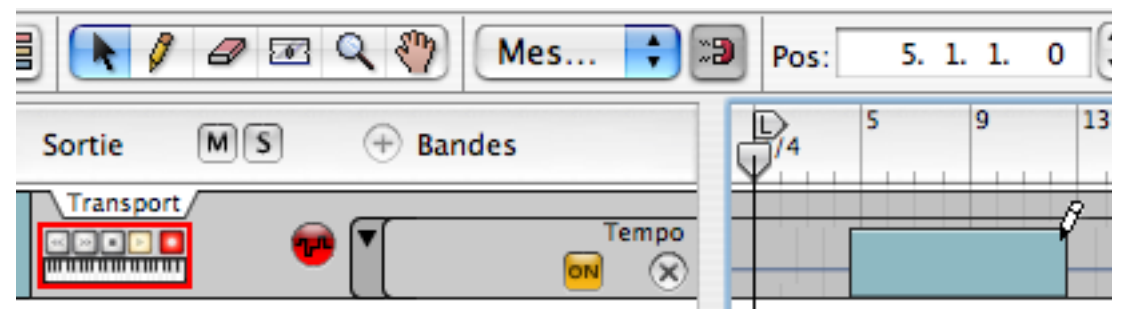 Mes... Pos: 5. 1. 1. 0
Sortie M S Bandes L /4 5 9 13
Transport
Tempo
ON